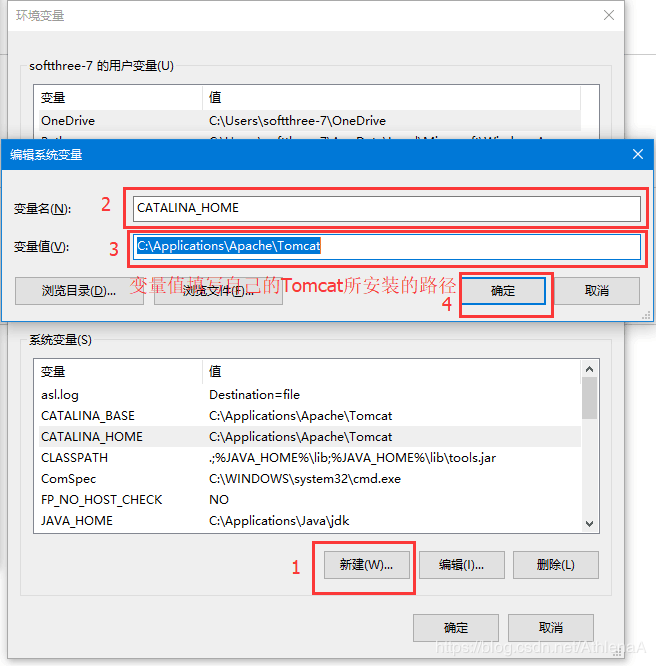 环境变量
softthree-7 的用户变量(U)
变量 值
OneDrive C:\Users\softthree-7\OneDrive
编辑系统变量
变量名(N): 2 CATALINA_HOME
变量值(V): 3 C:\Applications\Apache\Tomcat
变量值填写自己的Tomcat所安装的路径
浏览目录(D)... 浏览文件(F)... 4 确定 取消
系统变量(S)
变量 值
asl.log Destination=file
CATALINA_BASE C:\Applications\Apache\Tomcat
CATALINA_HOME C:\Applications\Apache\Tomcat
CLASSPATH .;%JAVA_HOME%\lib;%JAVA_HOME%\lib\tools.jar
ComSpec C:\WINDOWS\system32\cmd.exe
FP_NO_HOST_CHECK NO
JAVA_HOME C:\Applications\Java\jdk
1 新建(W)... 编辑(I)... 删除(L)
确定 取消
https://blog.csdn.net/AthlenaA